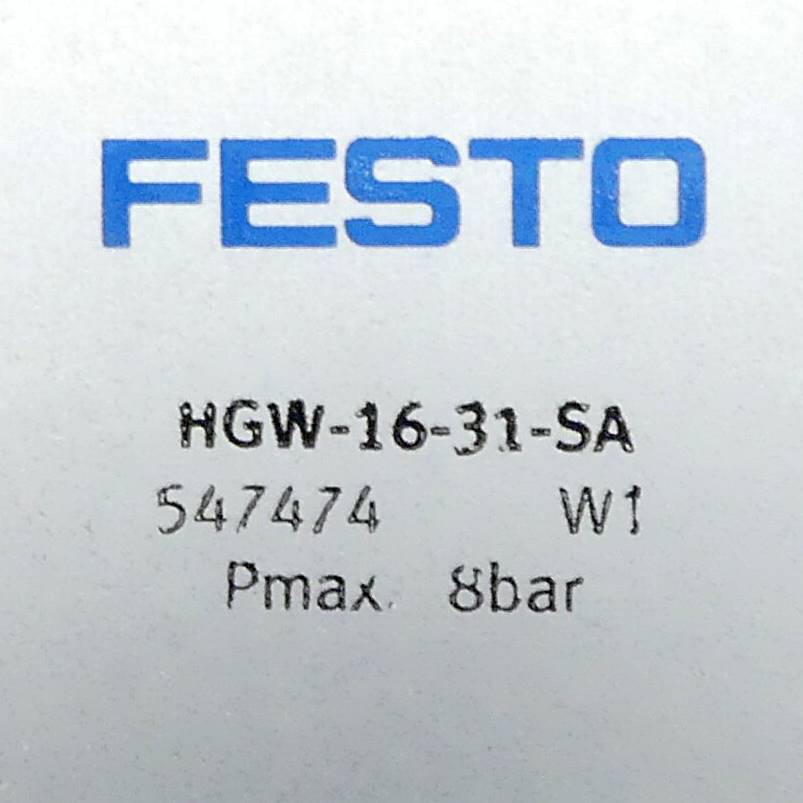 FESTO
HGW-16-31-SA
547474 W1
Pmax. 8bar